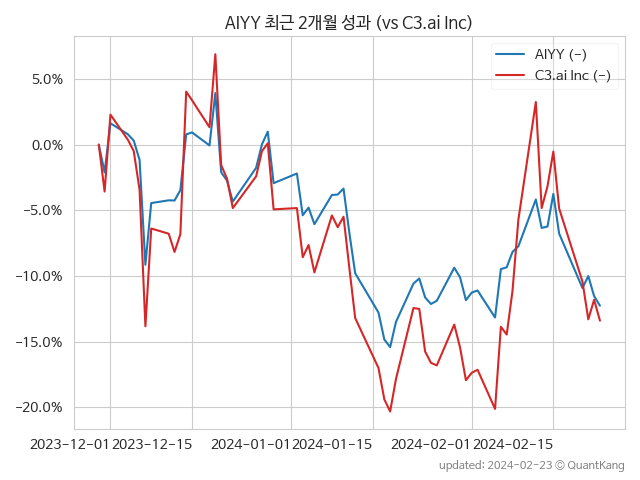 AIYY 최근 2개월 성과 (vs C3.ai Inc)
AIYY (-)
C3.ai Inc (-)
5.0%
0.0%
−5.0%
−10.0%
−15.0%
−20.0%
2023-12-01 2023-12-15 2024-01-01 2024-01-15 2024-02-01 2024-02-15
updated: 2024-02-23 © QuantKang